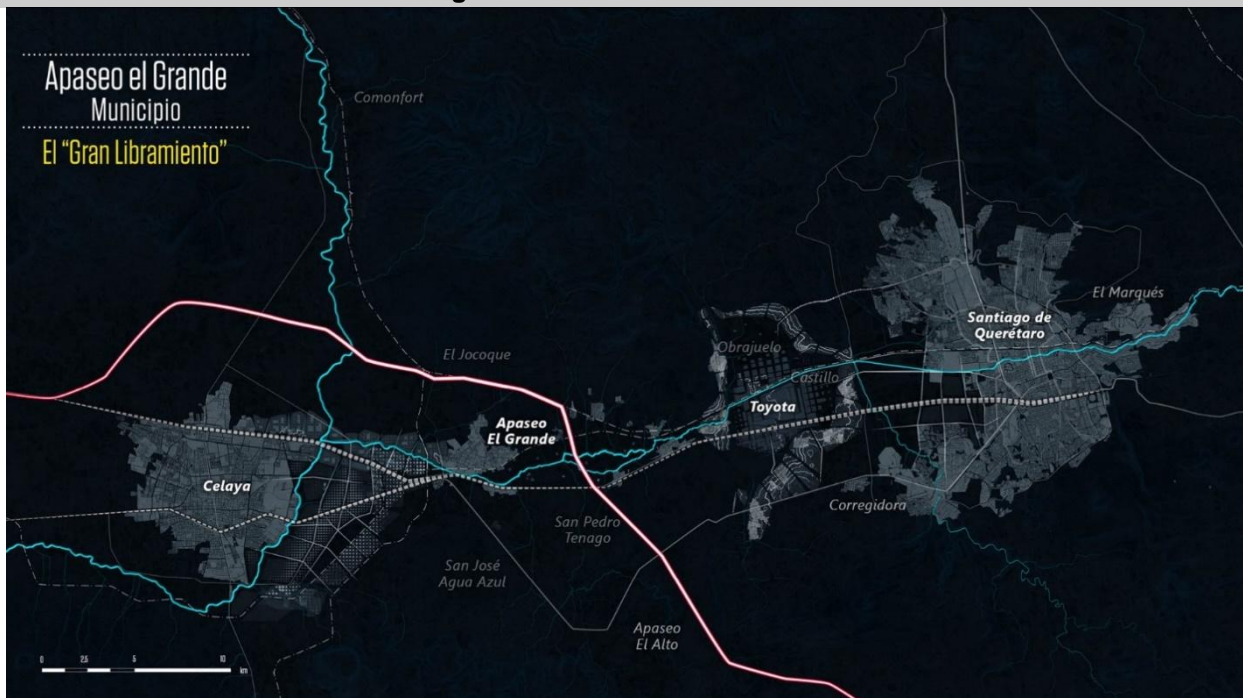 Apaseo el Grande
Municipio
El “Gran Libramiento”
Comonfort
El Marqués
Santiago de
Querétaro
El Jocoque
Obrajuelo
Castillo
Toyota
Apaseo
El Grande
Celaya
Corregidora
San Pedro
Tenago
San José
Agua Azul
Apaseo
El Alto
0 2.5 5 10
km